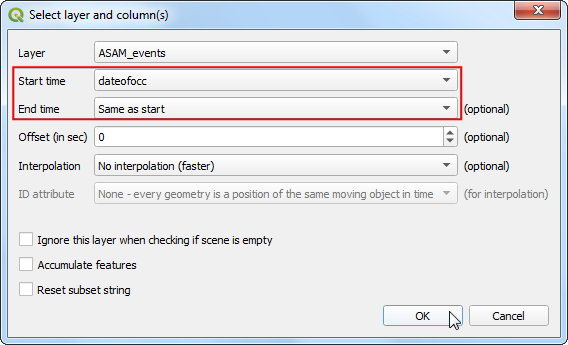 Select layer and column(s)
Layer ASAM_events
Start time dateofocc
End time Same as start (optional)
Offset (in sec) 0 (optional)
Interpolation No interpolation (faster) (optional)
ID attribute None - every geometry is a position of the same moving object in time (for interpolation)
Ignore this layer when checking if scene is empty
Accumulate features
Reset subset string
OK Cancel